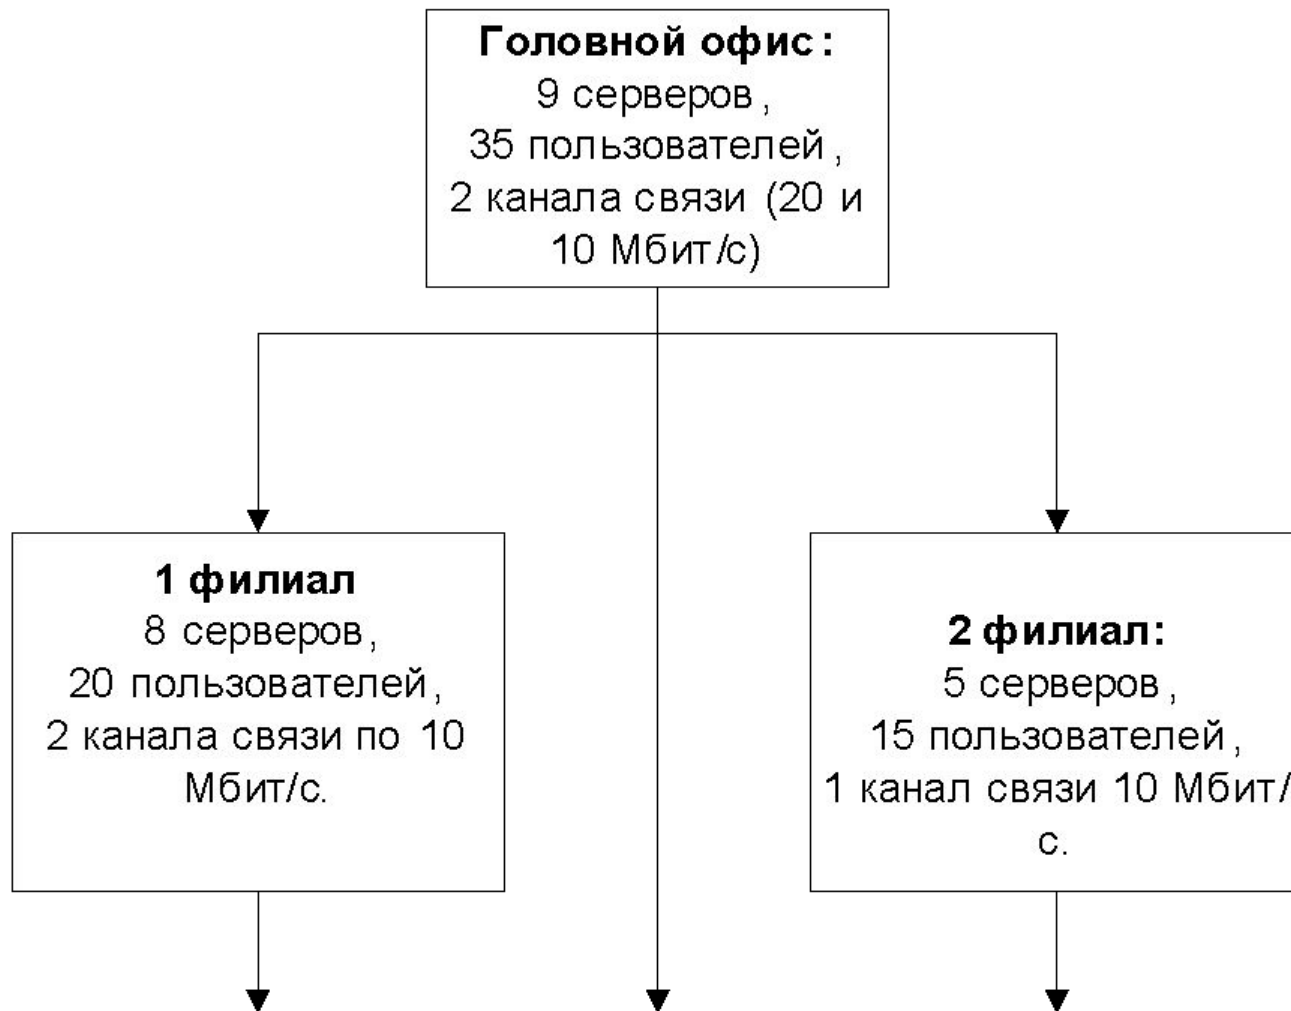 Головной офис:
9 серверов,
35 пользователей,
2 канала связи (20 и
10 Мбит/с)
1 филиал
8 серверов,
20 пользователей,
2 канала связи по 10
Мбит/с.
2 филиал:
5 серверов,
15 пользователей,
1 канал связи 10 Мбит/
с.